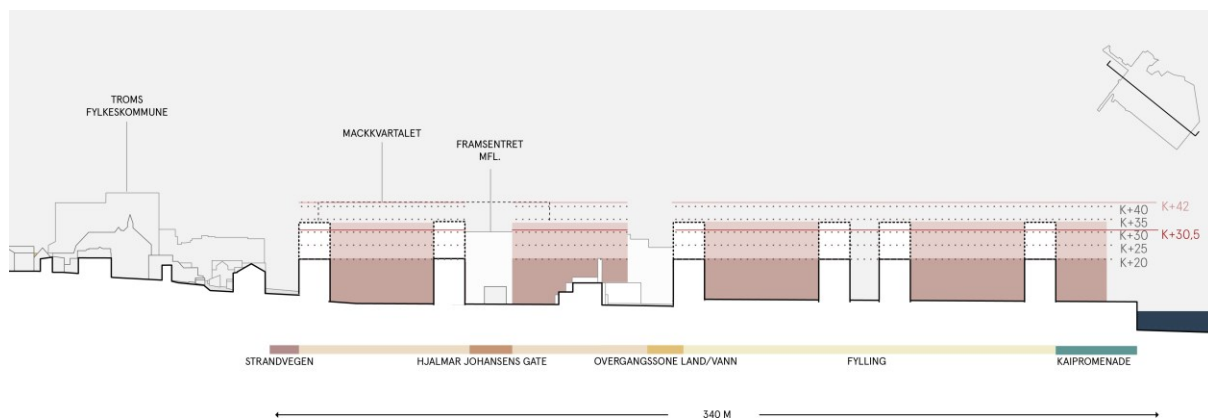 TROMS
FYLKESKOMMUNE
MACKKVARTALET
FRAMSENTRET
MFL.
K+42
K+40
K+35
K+30
K+30,5
K+25
K+20
STRANDVEGEN
HJALMAR JOHANSENS GATE
OVERGANGSSONE LAND/VANN
FYLLING
KAIPROMENADE
340 M